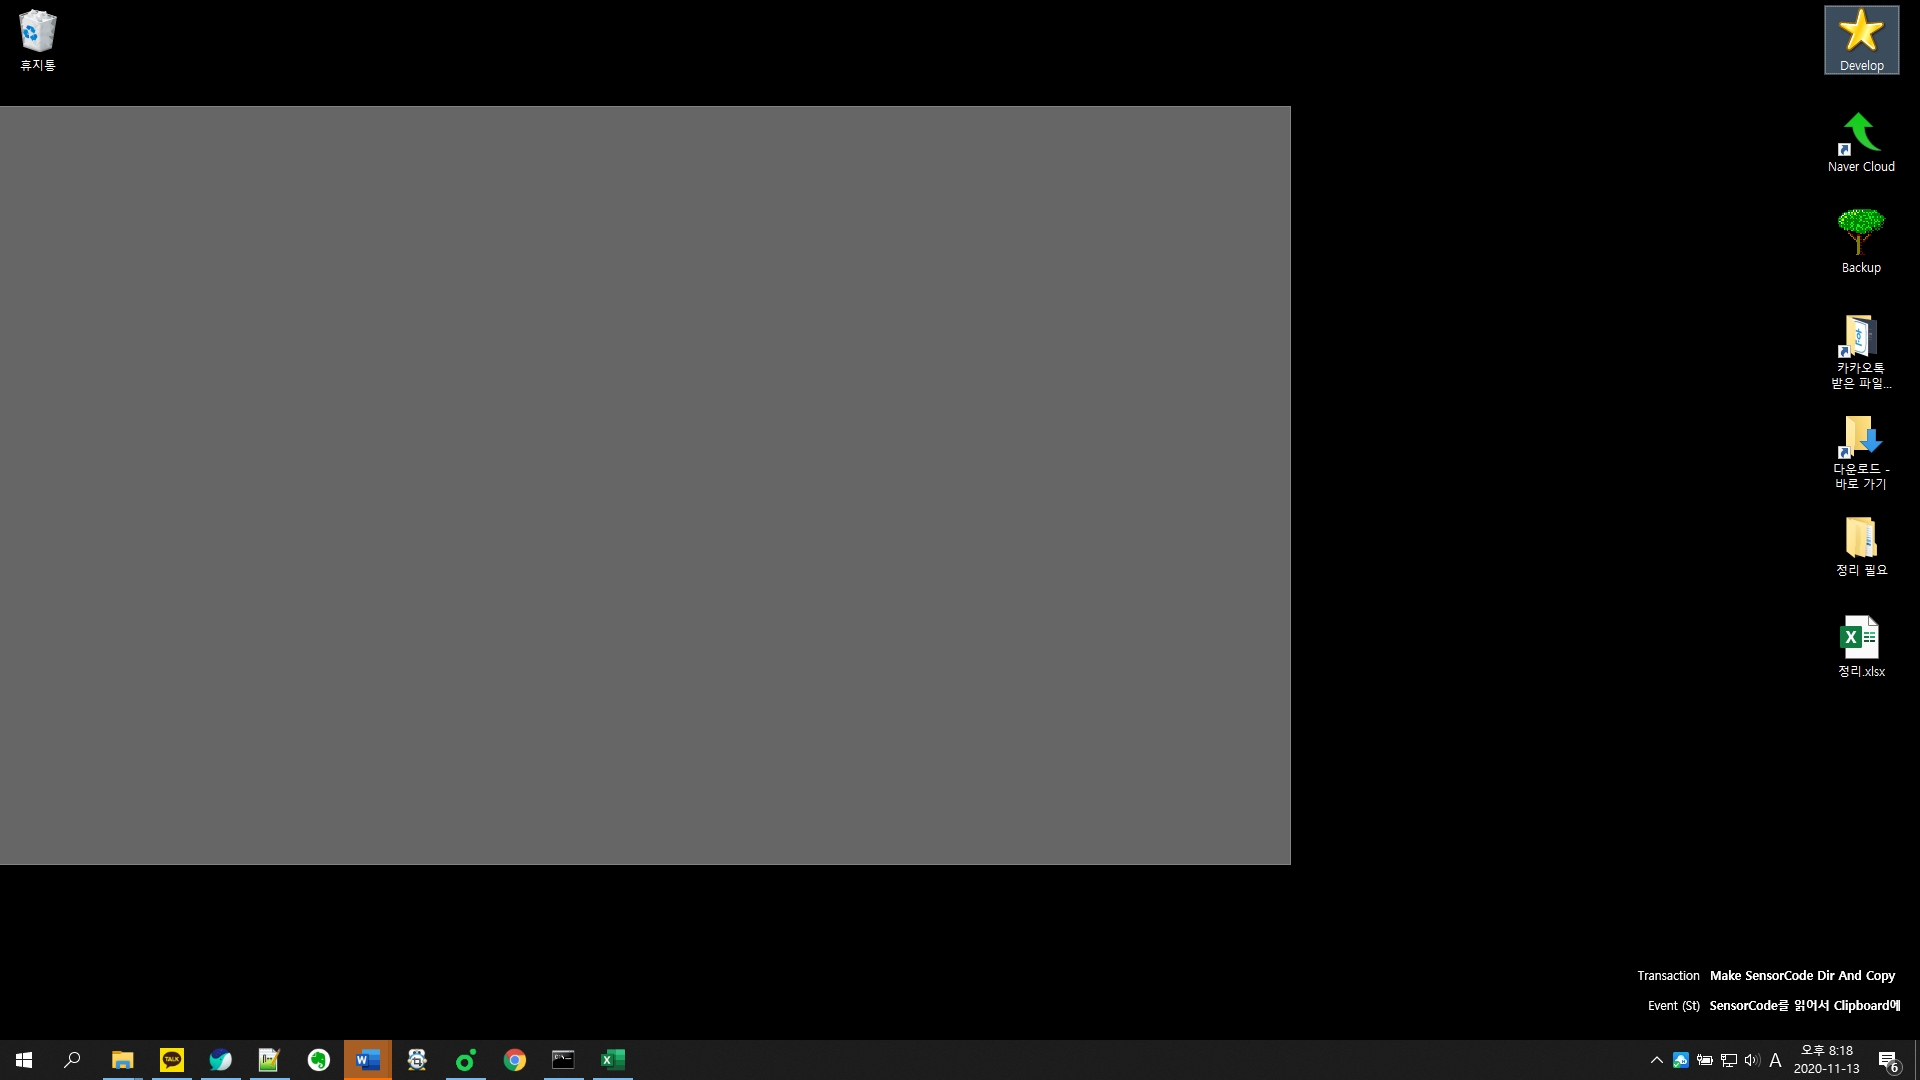 휴지통
Develop
Naver Cloud
Backup
카카오톡
받은 파일...
다운로드 -
바로 가기
정리 필요
정리.xlsx
Transaction Make SensorCode Dir And Copy
Event (St) SensorCode를 읽어서 Clipboard에
TALK
A
오후 8:18
2020-11-13
6